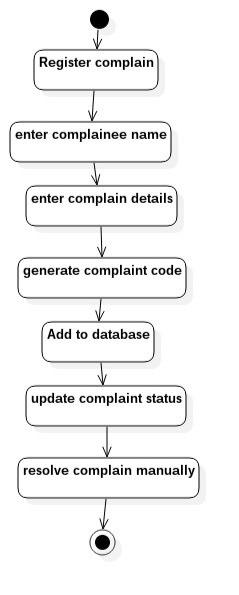 Register complain
enter complainee name
enter complain details
generate complaint code
Add to database
update complaint status
resolve complain manually